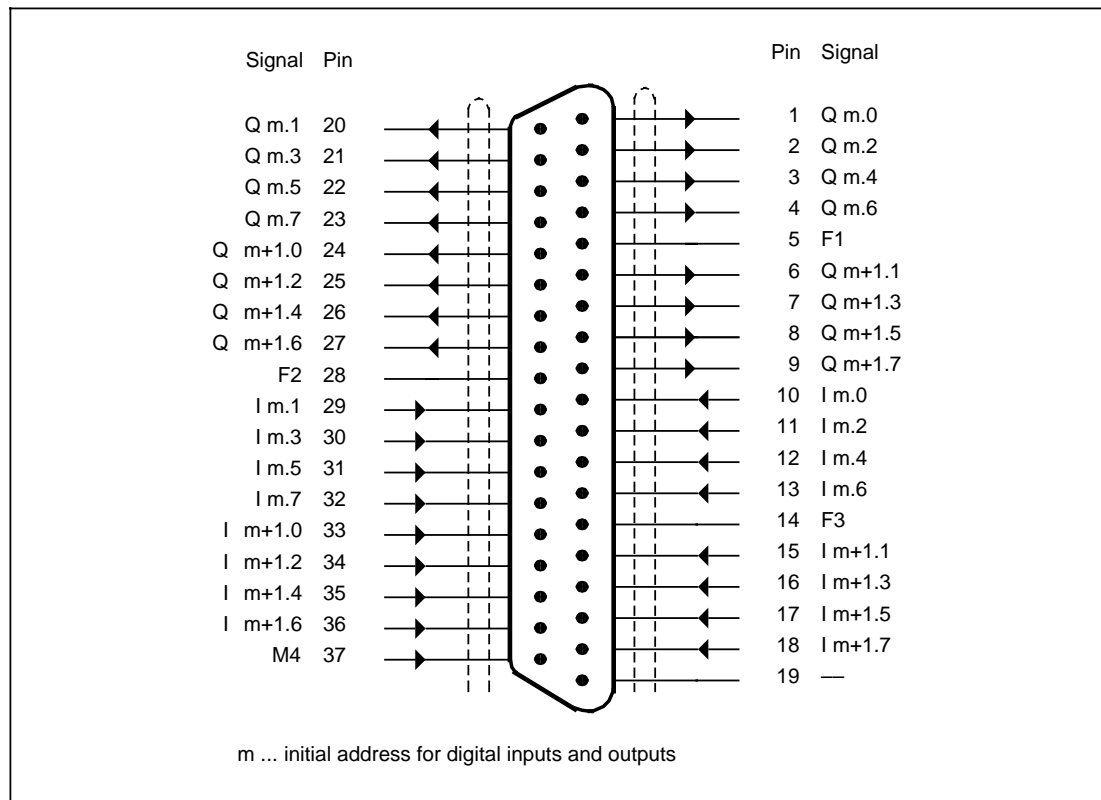 Signal Pin
Q m.1 20
Q m.3 21
Q m.5 22
Q m.7 23
Q m+1.0 24
Q m+1.2 25
Q m+1.4 26
Q m+1.6 27
F2 28
I m.1 29
I m.3 30
I m.5 31
I m.7 32
I m+1.0 33
I m+1.2 34
I m+1.4 35
I m+1.6 36
M4 37
Pin Signal
1 Q m.0
2 Q m.2
3 Q m.4
4 Q m.6
5 F1
6 Q m+1.1
7 Q m+1.3
8 Q m+1.5
9 Q m+1.7
10 I m.0
11 I m.2
12 I m.4
13 I m.6
14 F3
15 I m+1.1
16 I m+1.3
17 I m+1.5
18 I m+1.7
19 —
m ... initial address for digital inputs and outputs